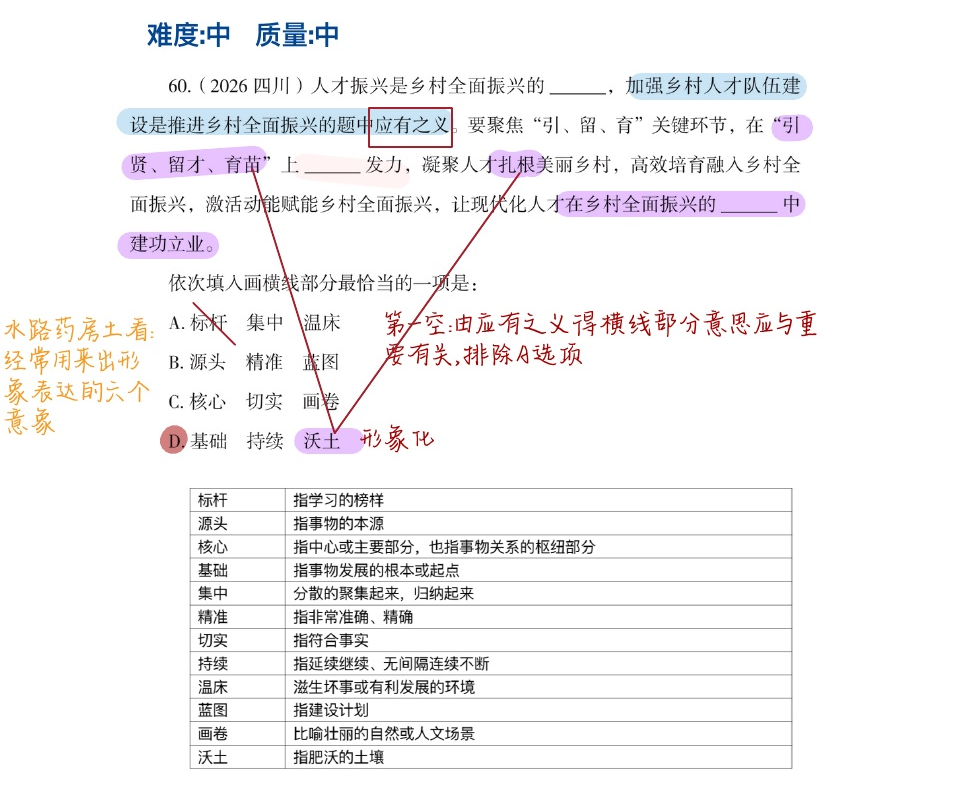 难度:中　质量:中
60.（2026 四川）人才振兴是乡村全面振兴的 ______，加强乡村人才队伍建
设是推进乡村全面振兴的题中应有之义。要聚焦“引、留、育”关键环节，在“引
贤、留才、育苗”上 ______ 发力，凝聚人才扎根美丽乡村，高效培育融入乡村全
面振兴，激活动能赋能乡村全面振兴，让现代化人才在乡村全面振兴的 ______ 中
建功立业。
依次填入画横线部分最恰当的一项是：
A. 标杆　集中　温床
B. 源头　精准　蓝图
C. 核心　切实　画卷
D. 基础　持续　沃土
形象化
第一空:由应有之义得横线部分意思应与重
要有关,排除A选项
水路药房土看:
经常用来出形
象表达的六个
意象
标杆　指学习的榜样
源头　指事物的本源
核心　指中心或主要部分，也指事物关系的枢纽部分
基础　指事物发展的根本或起点
集中　分散的聚集起来，归纳起来
精准　指非常准确、精确
切实　指符合事实
持续　指延续继续、无间隔连续不断
温床　滋生坏事或有利发展的环境
蓝图　指建设计划
画卷　比喻壮丽的自然或人文场景
沃土　指肥沃的土壤